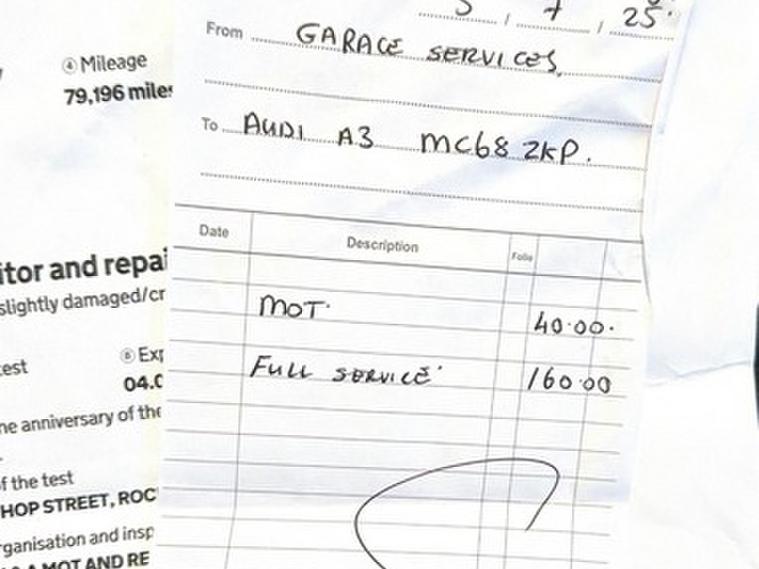 7 / 25
From GARAGE SERVICES
To AUDI A3 MC68 ZKP.
Date Description Folio
MOT 40.00.
FULL SERVICE 160.00
④ Mileage
79,196 miles
itor and repai
slightly damaged/cr
est ⑧ Exp
04.0
ne anniversary of the
f the test
HOP STREET, ROC
rganisation and insp
A MOT AND RE